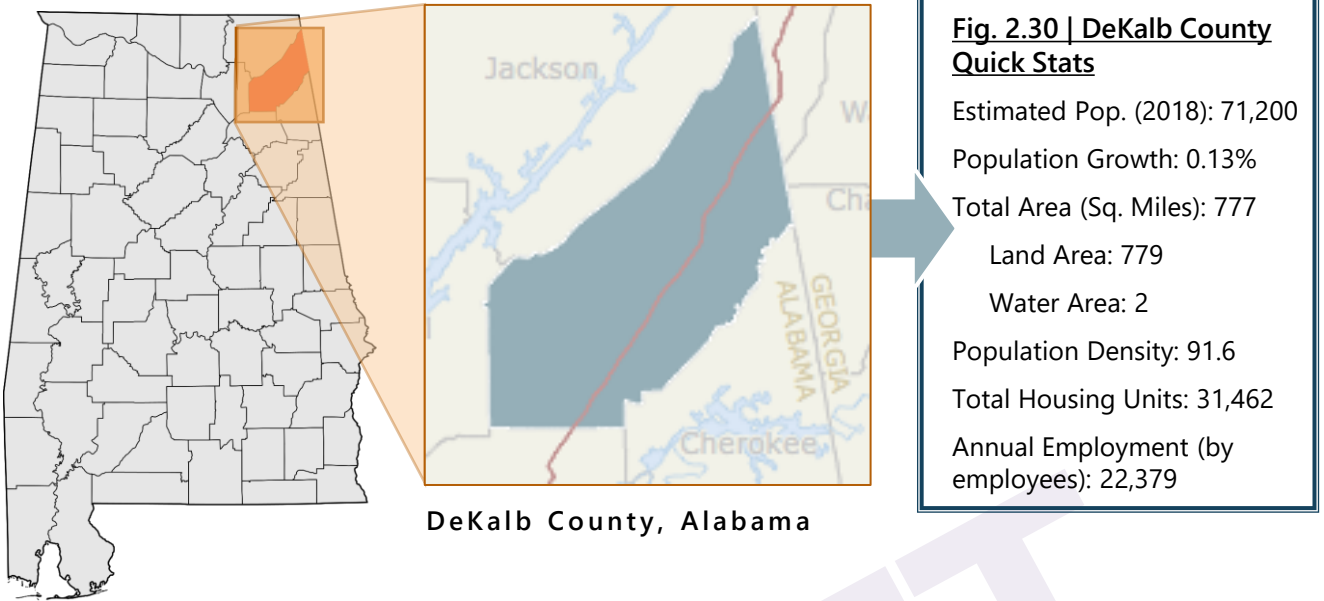 Fig. 2.30 | DeKalb County
Quick Stats
Estimated Pop. (2018): 71,200
Population Growth: 0.13%
Total Area (Sq. Miles): 777
Land Area: 779
Water Area: 2
Population Density: 91.6
Total Housing Units: 31,462
Annual Employment (by
employees): 22,379
Jackson
GEORGIA
ALABAMA
Cherokee
DeKalb County, Alabama